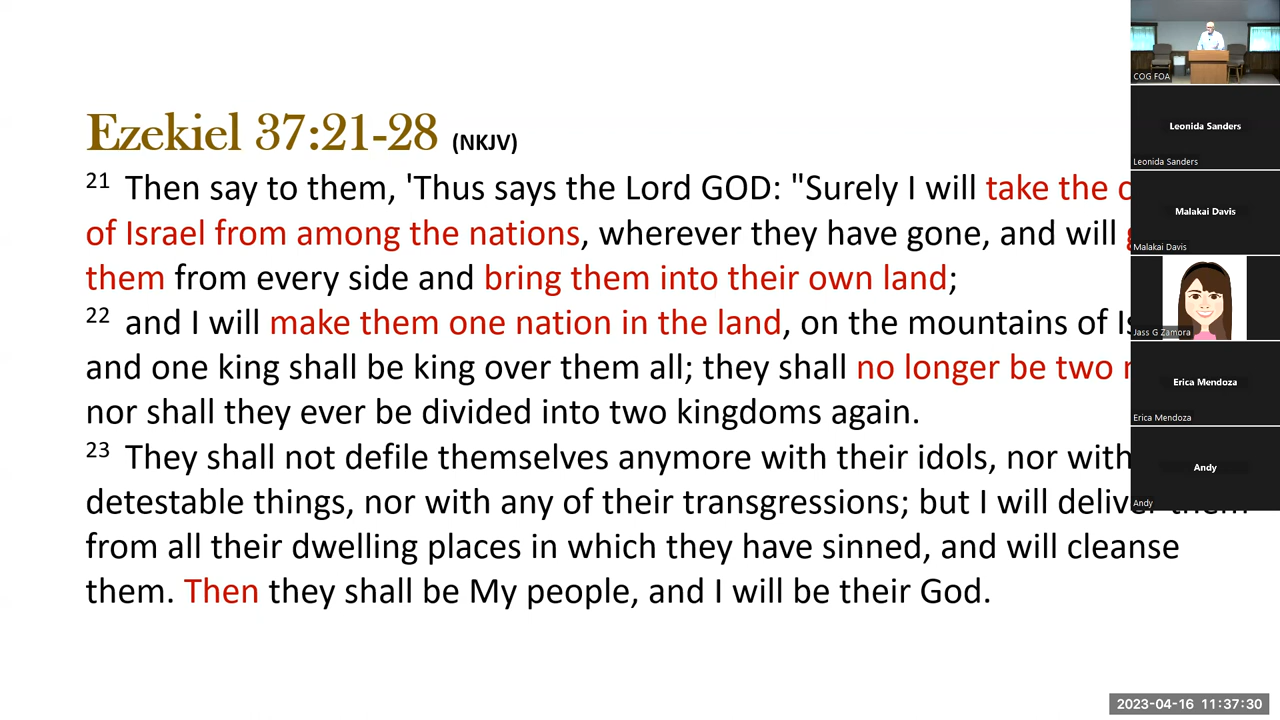 Ezekiel 37:21-28 (NKJV)
21 Then say to them, 'Thus says the Lord GOD: "Surely I will take the
of Israel from among the nations, wherever they have gone, and will
them from every side and bring them into their own land;
22 and I will make them one nation in the land, on the mountains of
and one king shall be king over them all; they shall no longer be two
nor shall they ever be divided into two kingdoms again.
23 They shall not defile themselves anymore with their idols, nor with
detestable things, nor with any of their transgressions; but I will deliver them
from all their dwelling places in which they have sinned, and will cleanse
them. Then they shall be My people, and I will be their God.
COG FOA
Leonida Sanders
Leonida Sanders
Malakai Davis
Malakai Davis
Jass G Zamora
Erica Mendoza
Erica Mendoza
Andy
Andy
2023-04-16 11:37:30